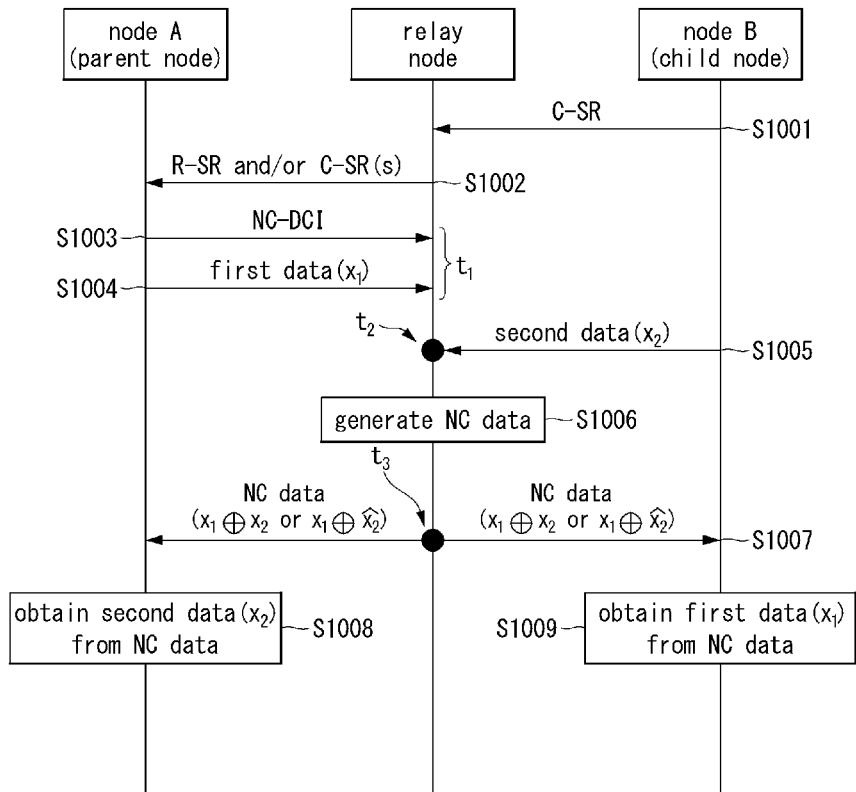 node A
(parent node)
relay
node
node B
(child node)
C-SR
S1001
R-SR and/or C-SR(s)
S1002
S1003
NC-DCI
S1004
first data(x₁)
t₁
t₂
second data(x₂)
S1005
generate NC data
S1006
t₃
NC data
(x₁⊕x₂ or x₁⊕x̂₂)
NC data
(x₁⊕x₂ or x₁⊕x̂₂)
S1007
obtain second data(x₂)
from NC data
S1008
S1009
obtain first data(x₁)
from NC data